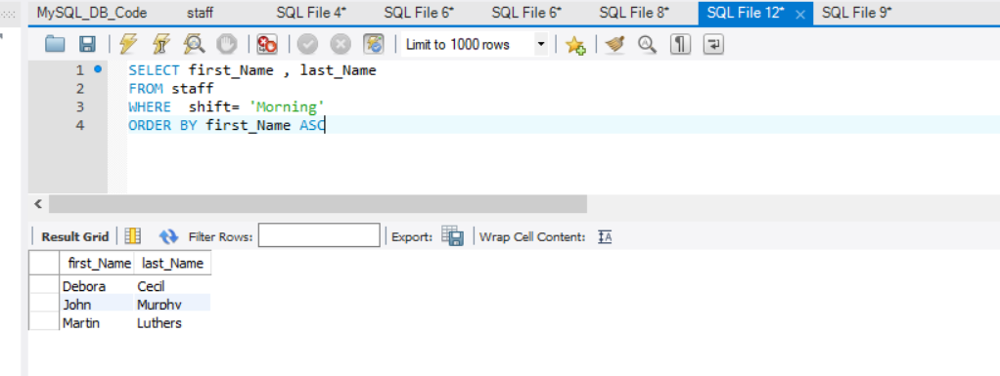 MySQL_DB_Code staff SQL File 4* SQL File 6* SQL File 6* SQL File 8* SQL File 12* × SQL File 9*
Limit to 1000 rows
1 SELECT first_Name , last_Name
2 FROM staff
3 WHERE shift= 'Morning'
4 ORDER BY first_Name ASC
Result Grid Filter Rows: Export: Wrap Cell Content: IA
first_Name last_Name
Debora Cecil
John Murphy
Martin Luthers